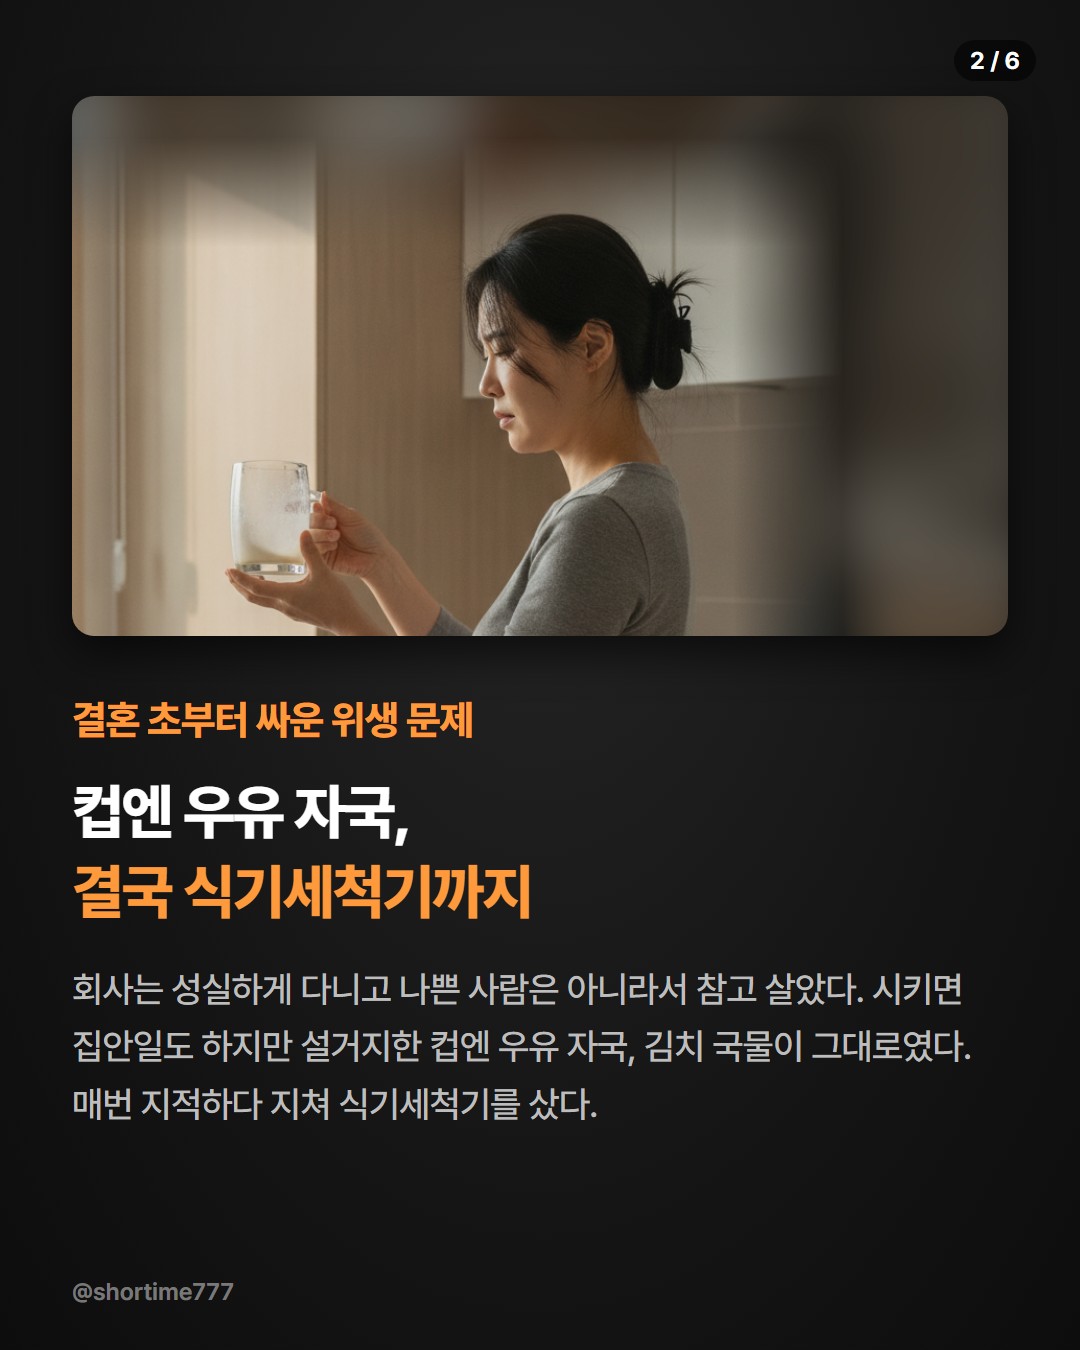 2 / 6
결혼 초부터 싸운 위생 문제
컵엔 우유 자국,
결국 식기세척기까지
회사는 성실하게 다니고 나쁜 사람은 아니라서 참고 살았다. 시키면
집안일도 하지만 설거지한 컵엔 우유 자국, 김치 국물이 그대로였다.
매번 지적하다 지쳐 식기세척기를 샀다.
@shortime777